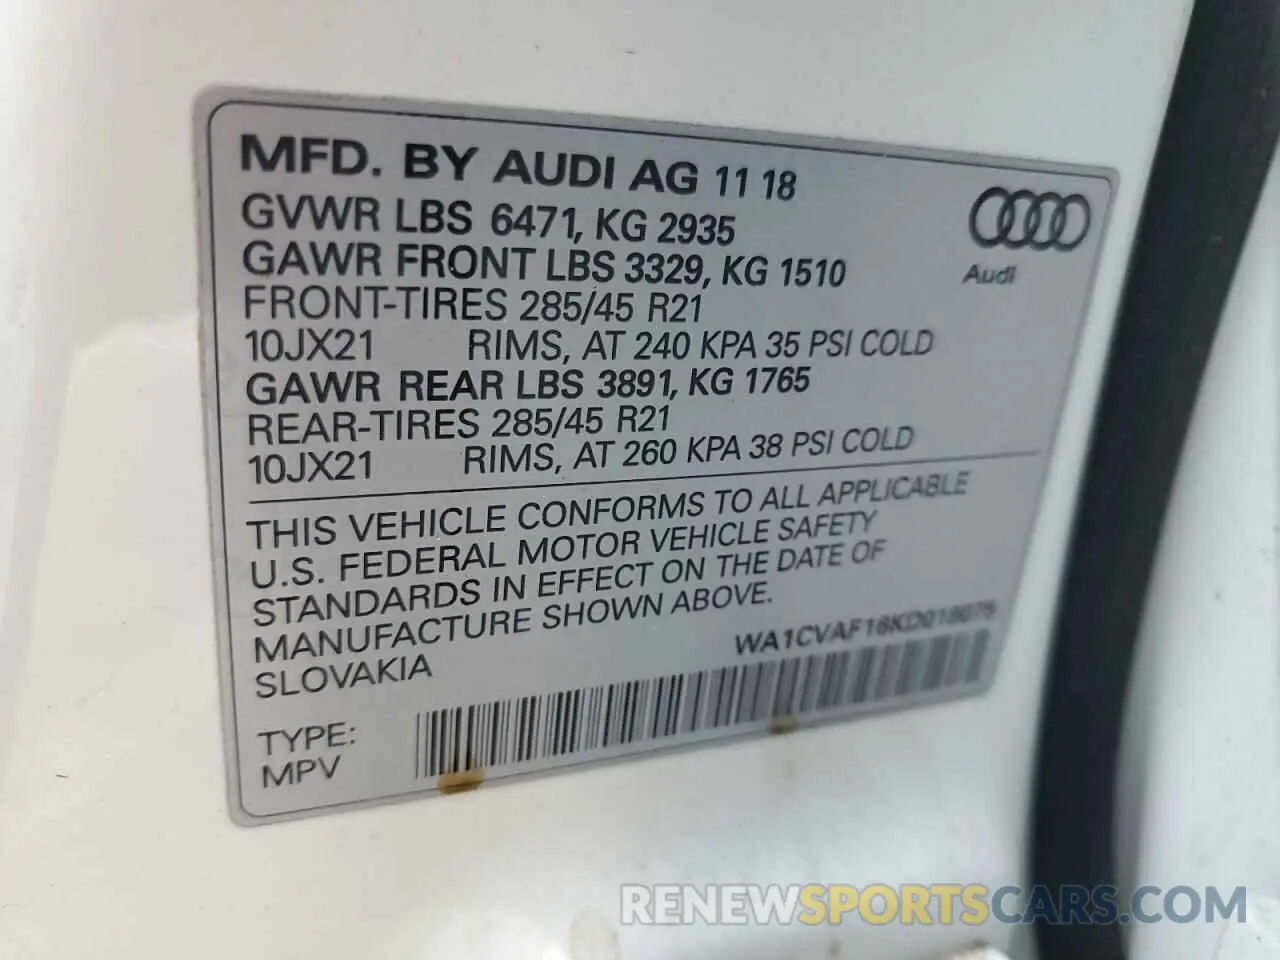 MFD. BY AUDI AG 11 18
GVWR LBS 6471, KG 2935
GAWR FRONT LBS 3329, KG 1510
FRONT-TIRES 285/45 R21
10JX21 RIMS, AT 240 KPA 35 PSI COLD
GAWR REAR LBS 3891, KG 1765
REAR-TIRES 285/45 R21
10JX21 RIMS, AT 260 KPA 38 PSI COLD
Audi
THIS VEHICLE CONFORMS TO ALL APPLICABLE
U.S. FEDERAL MOTOR VEHICLE SAFETY
STANDARDS IN EFFECT ON THE DATE OF
MANUFACTURE SHOWN ABOVE.
SLOVAKIA
TYPE:
MPV
RENEWSPORTSCARS.COM